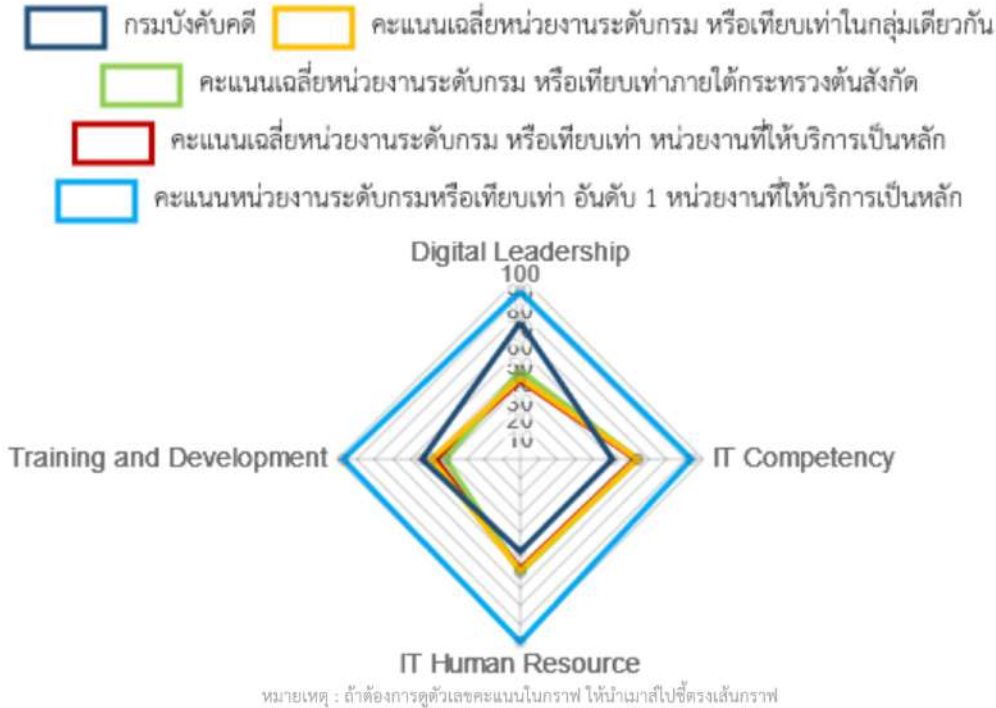 กรมบังคับคดี คะแนนเฉลี่ยหน่วยงานระดับกรม หรือเทียบเท่าในกลุ่มเดียวกัน
คะแนนเฉลี่ยหน่วยงานระดับกรม หรือเทียบเท่าภายใต้กระทรวงต้นสังกัด
คะแนนเฉลี่ยหน่วยงานระดับกรม หรือเทียบเท่า หน่วยงานที่ให้บริการเป็นหลัก
คะแนนหน่วยงานระดับกรมหรือเทียบเท่า อันดับ 1 หน่วยงานที่ให้บริการเป็นหลัก
Digital Leadership
100
80
60
30
20
10
Training and Development
IT Competency
IT Human Resource
หมายเหตุ : ถ้าต้องการดูตัวเลขคะแนนในกราฟ ให้นำเมาส์ไปชี้ตรงเส้นกราฟ